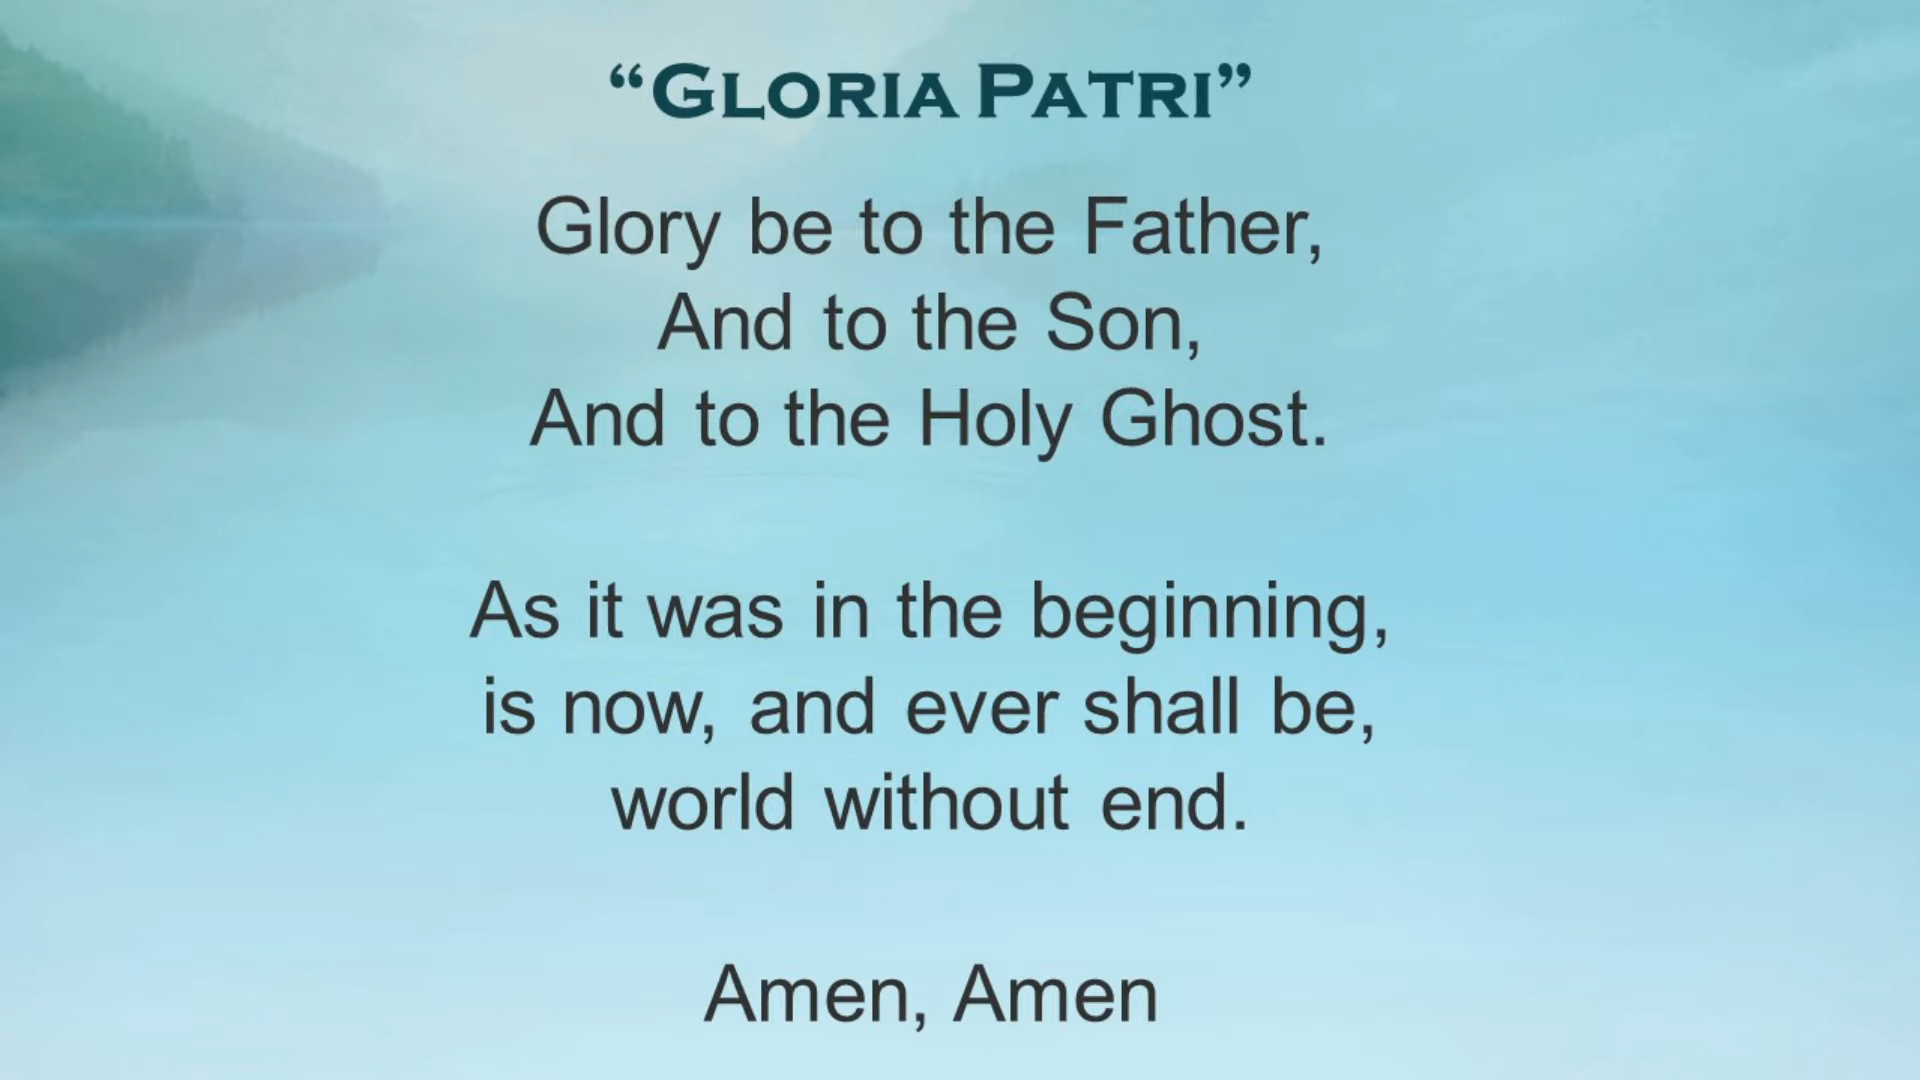 “GLORIA PATRI”
Glory be to the Father,
And to the Son,
And to the Holy Ghost.
As it was in the beginning,
is now, and ever shall be,
world without end.
Amen, Amen